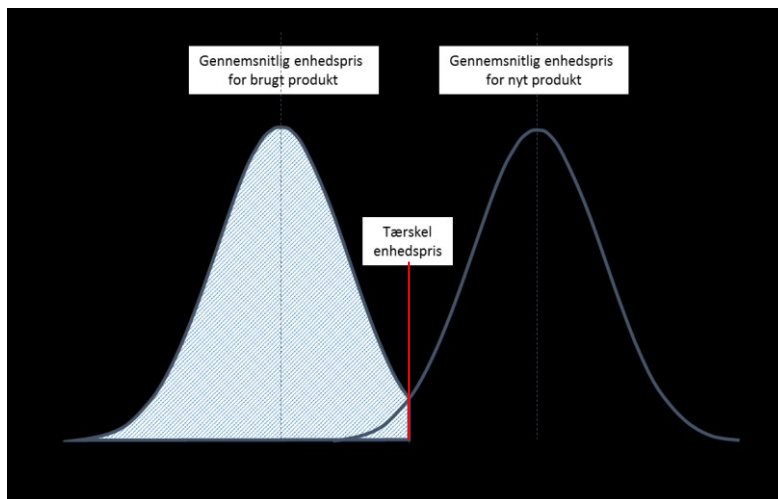 Gennemsnitlig enhedspris
for brugt produkt
Gennemsnitlig enhedspris
for nyt produkt
Tærskel
enhedspris